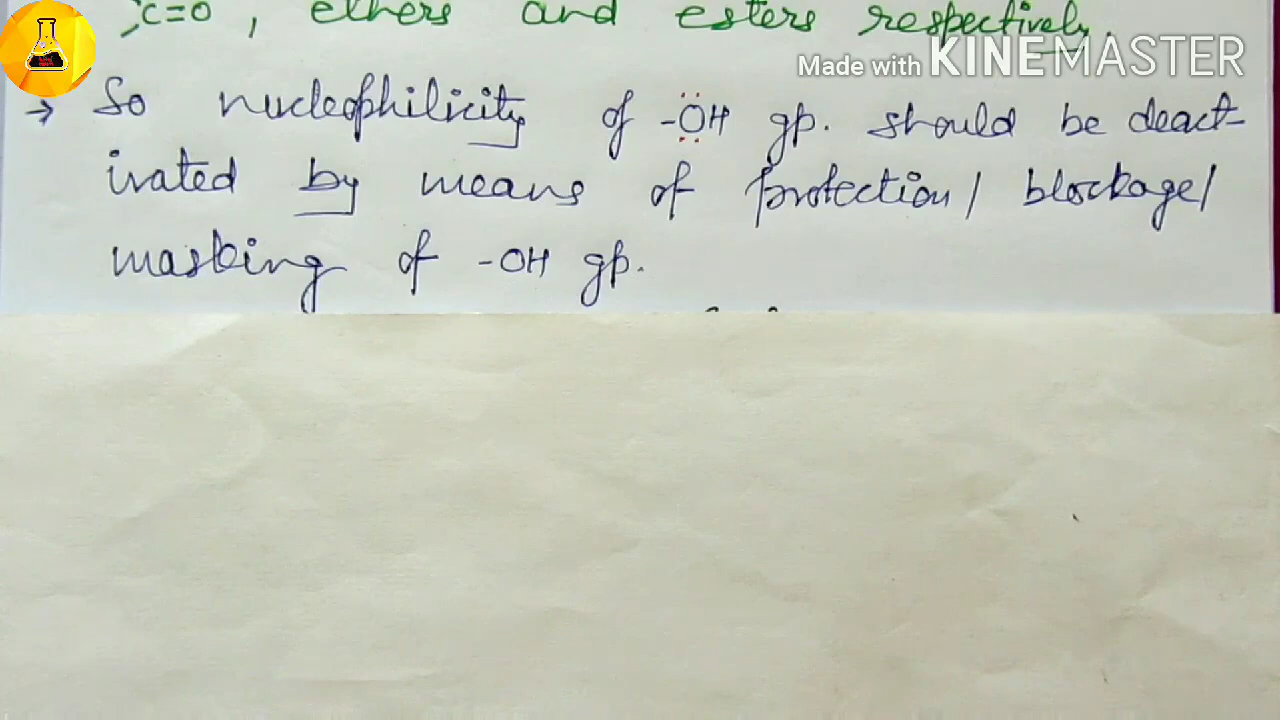 >C=O, ethers and esters respectively.
Made with KINEMASTER
→ So nucleophilicity of -ÖH gp. should be deact-
ivated by means of protection/ blockage/
masking of -OH gp.